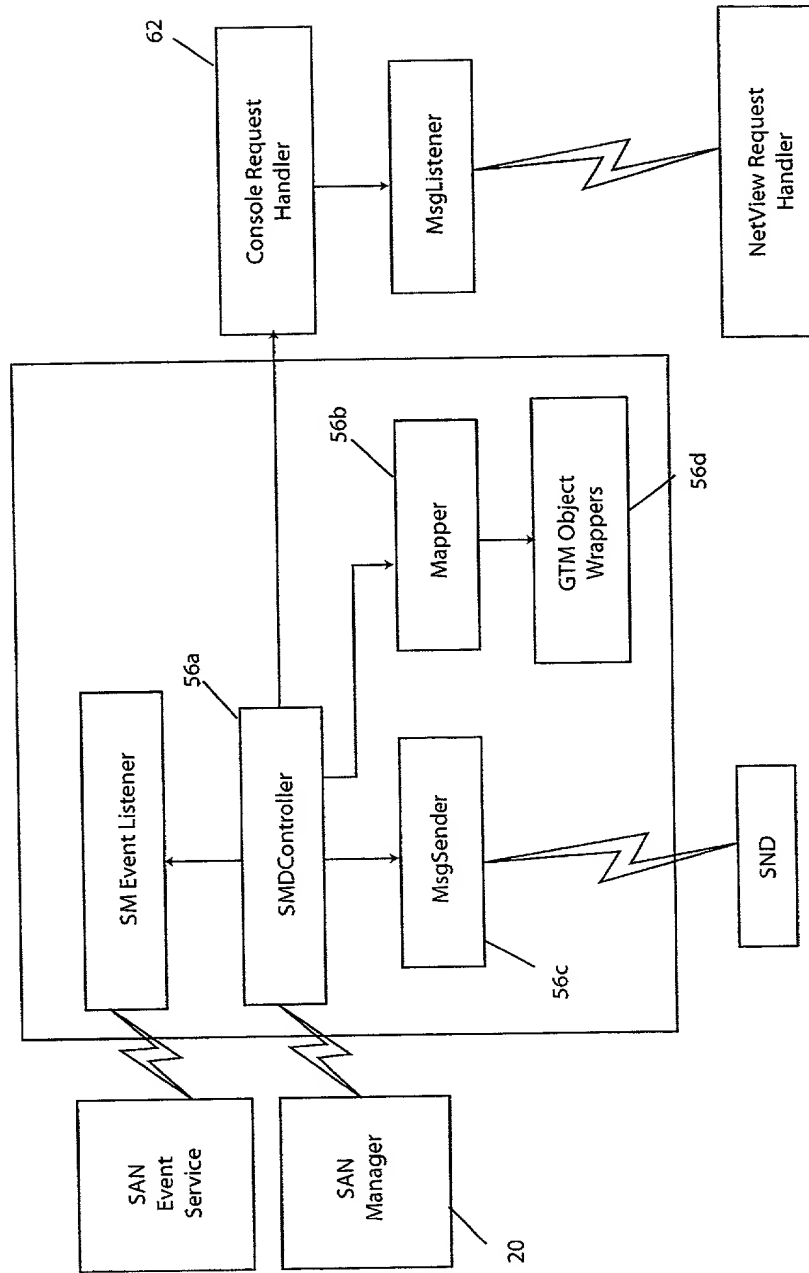 SAN
Event
Service
SM Event Listener
SAN
Manager
20
SMDController
56a
Console Request
Handler
62
MsgSender
56c
Mapper
56b
MsgListener
GTM Object
Wrappers
56d
SND
NetView Request
Handler